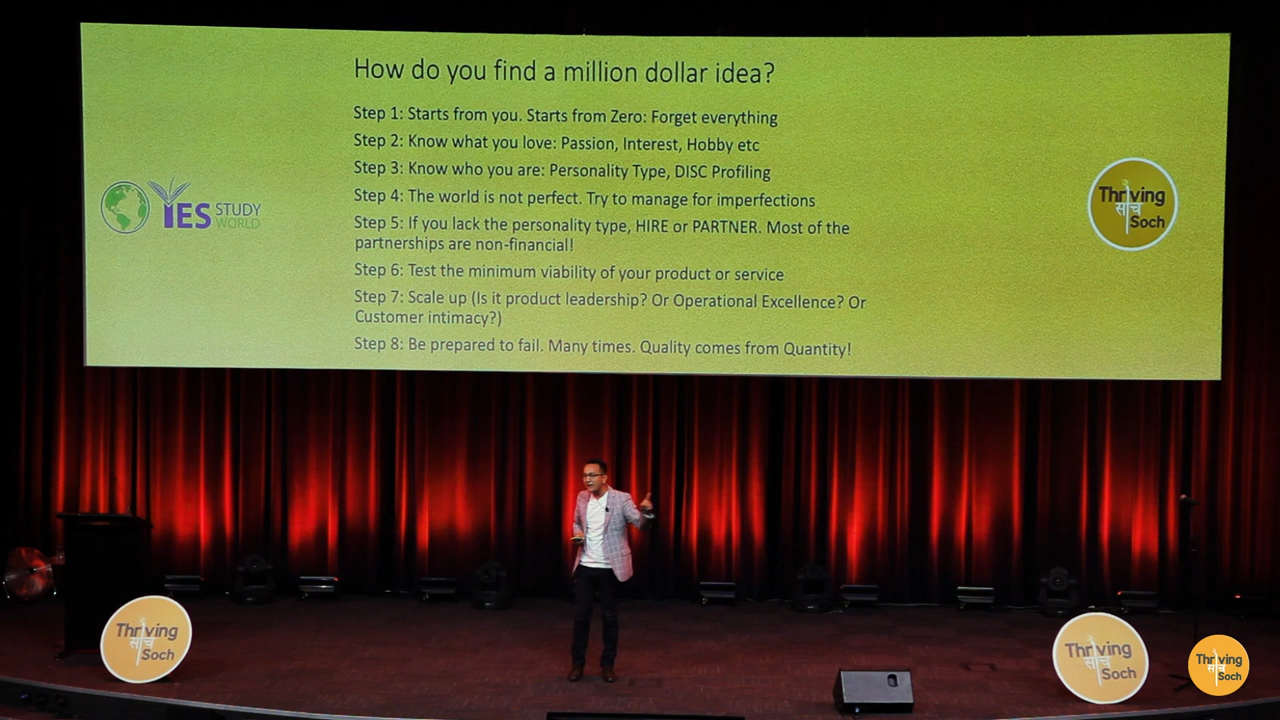 How do you find a million dollar idea?
Step 1: Starts from you. Starts from Zero: Forget everything
Step 2: Know what you love: Passion, Interest, Hobby etc
Step 3: Know who you are: Personality Type, DISC Profiling
Step 4: The world is not perfect. Try to manage for imperfections
Step 5: If you lack the personality type, HIRE or PARTNER. Most of the
partnerships are non-financial!
Step 6: Test the minimum viability of your product or service
Step 7: Scale up (Is it product leadership? Or Operational Excellence? Or
Customer intimacy?)
Step 8: Be prepared to fail. Many times. Quality comes from Quantity!
YES STUDY
WORLD
Thriving
सोच
Soch
Thriving
सोच
Soch
Thriving
सोच
Soch
Thriving
सोच
Soch